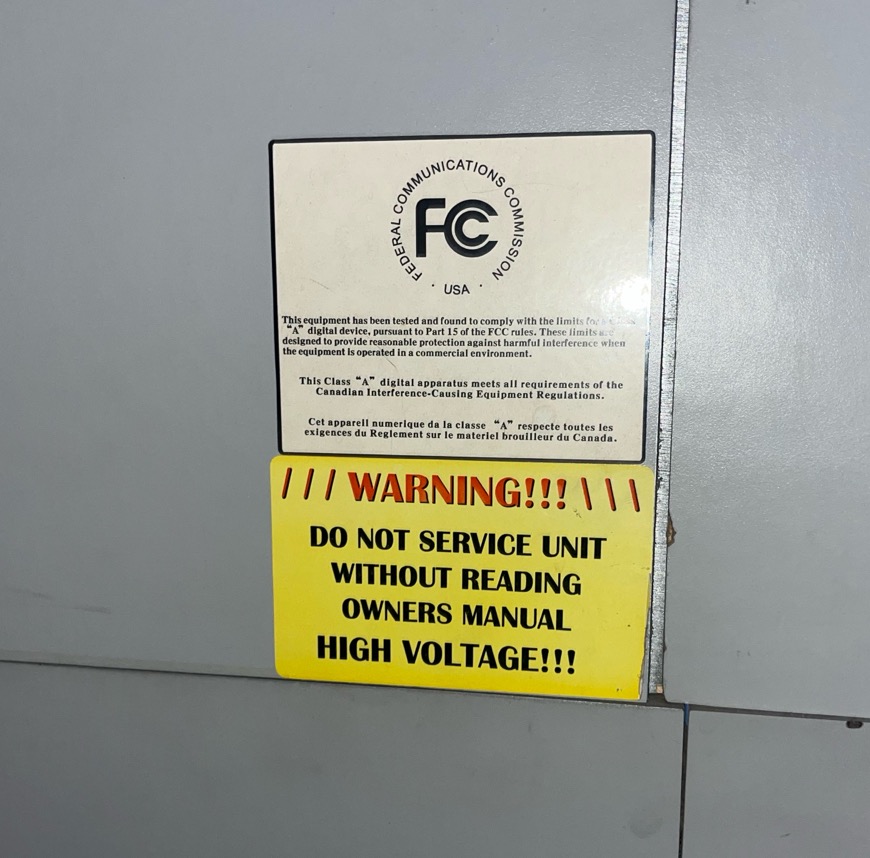 FEDERAL COMMUNICATIONS COMMISSION
FC
· USA ·
This equipment has been tested and found to comply with the limits
"A" digital device, pursuant to Part 15 of the FCC rules. These limits are
designed to provide reasonable protection against harmful interference when
the equipment is operated in a commercial environment.
This Class "A" digital apparatus meets all requirements of the
Canadian Interference-Causing Equipment Regulations.
Cet appareil numerique da la classe "A" respecte toutes les
exigences du Reglement sur le materiel brouilleur du Canada.
/ / / WARNING!!! \ \ \
DO NOT SERVICE UNIT
WITHOUT READING
OWNERS MANUAL
HIGH VOLTAGE!!!